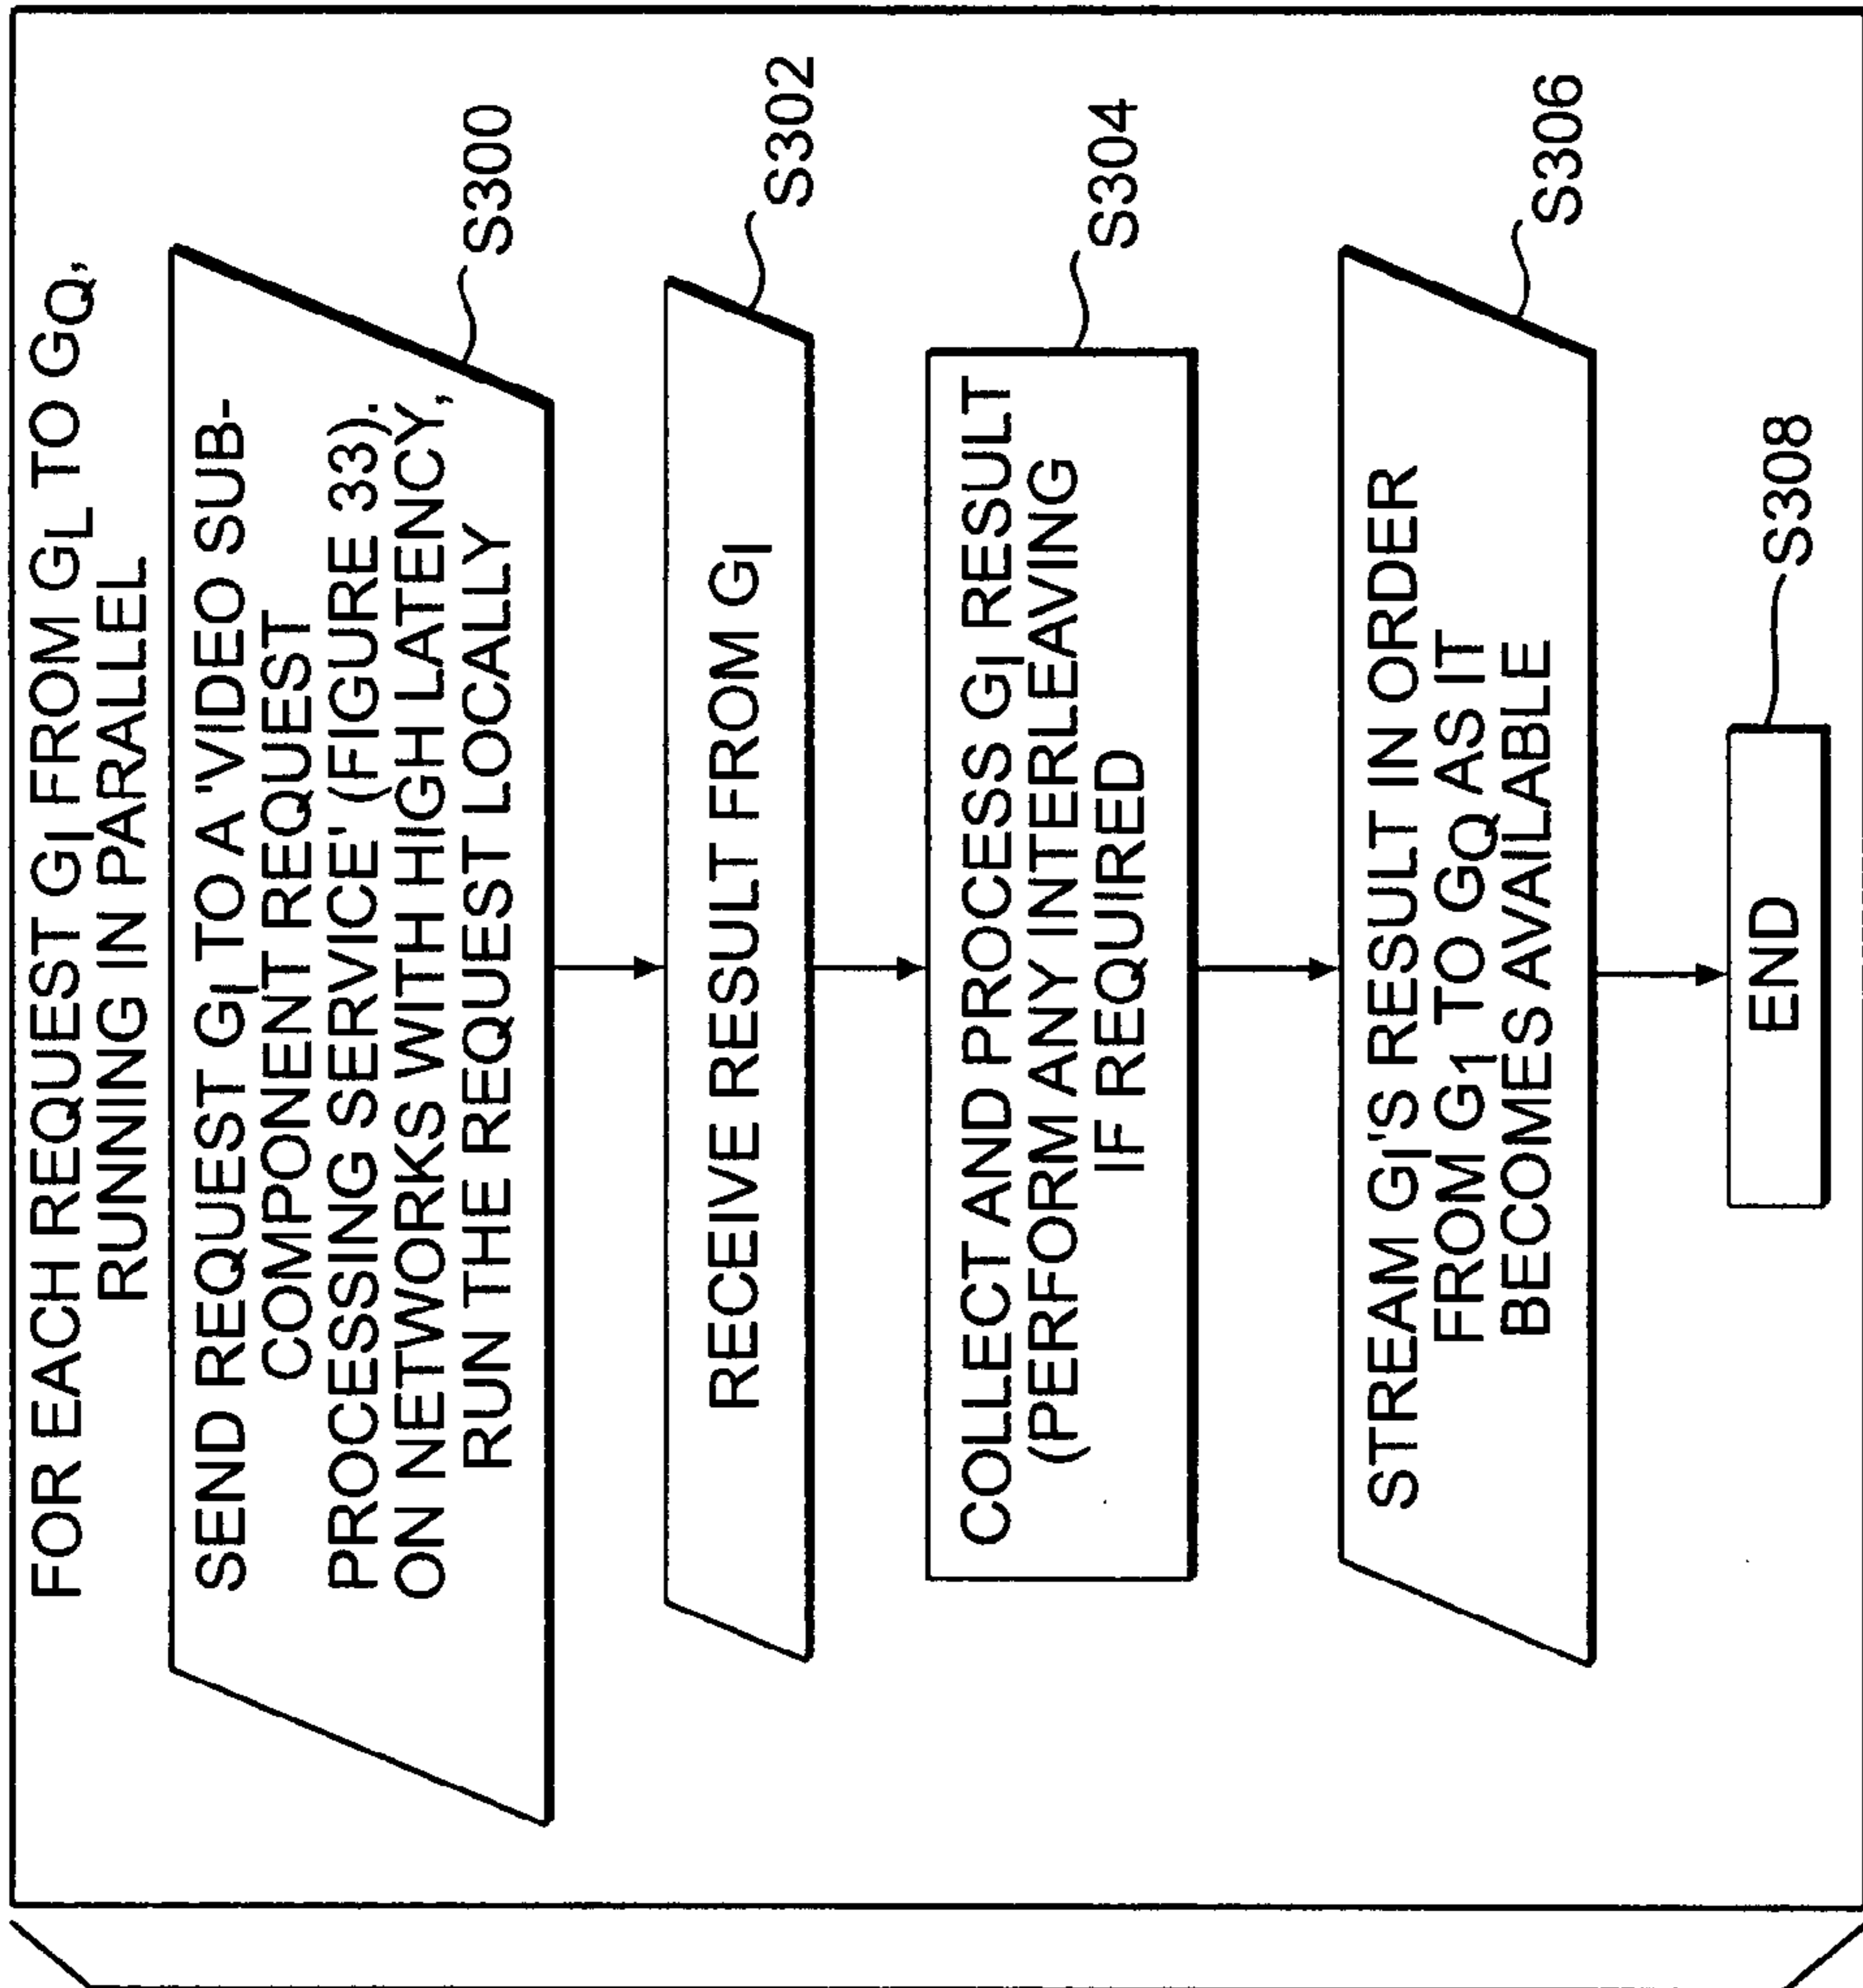 FOR EACH REQUEST GI FROM GL TO GQ,
RUNNING IN PARALLEL
SEND REQUEST GI TO A 'VIDEO SUB-
COMPONENT REQUEST
PROCESSING SERVICE' (FIGURE 33).
ON NETWORKS WITH HIGH LATENCY,
RUN THE REQUEST LOCALLY
S300
RECEIVE RESULT FROM GI
S302
COLLECT AND PROCESS GI RESULT
(PERFORM ANY INTERLEAVING
IF REQUIRED
S304
STREAM GI'S RESULT IN ORDER
FROM G1 TO GQ AS IT
BECOMES AVAILABLE
S306
END
S308